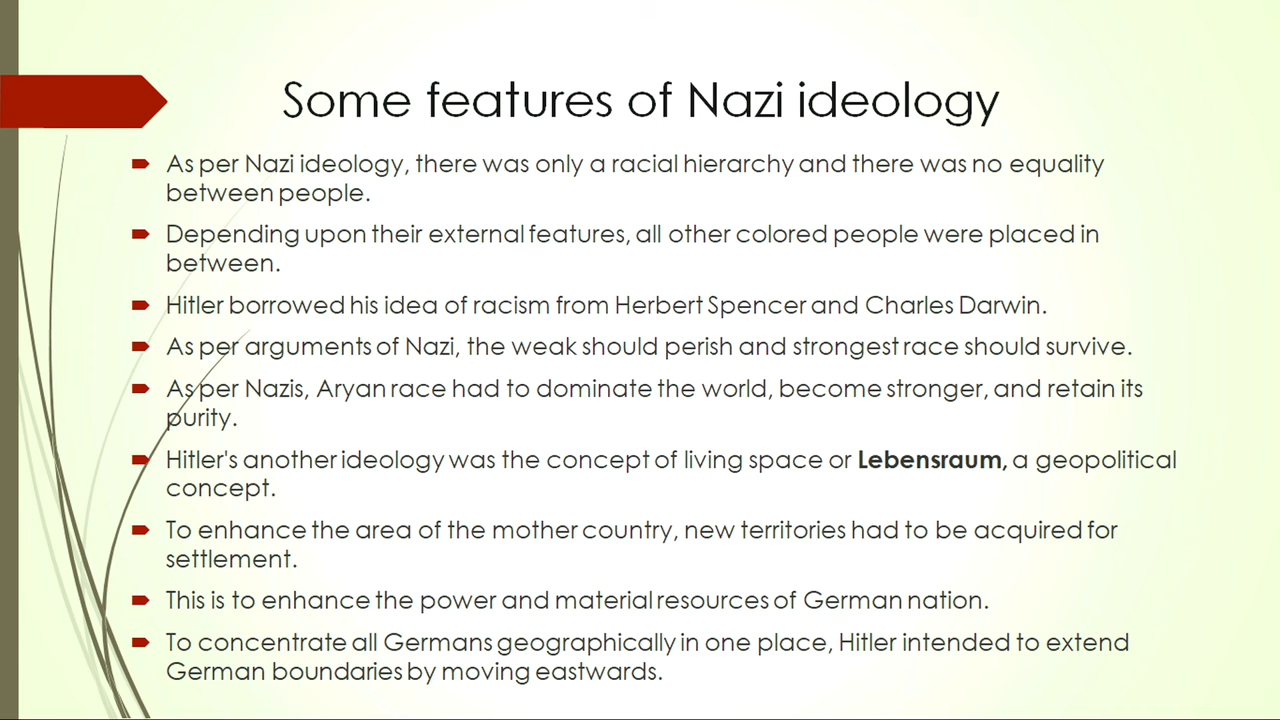 Some features of Nazi ideology
As per Nazi ideology, there was only a racial hierarchy and there was no equality
between people.
Depending upon their external features, all other colored people were placed in
between.
Hitler borrowed his idea of racism from Herbert Spencer and Charles Darwin.
As per arguments of Nazi, the weak should perish and strongest race should survive.
As per Nazis, Aryan race had to dominate the world, become stronger, and retain its
purity.
Hitler's another ideology was the concept of living space or Lebensraum, a geopolitical
concept.
To enhance the area of the mother country, new territories had to be acquired for
settlement.
This is to enhance the power and material resources of German nation.
To concentrate all Germans geographically in one place, Hitler intended to extend
German boundaries by moving eastwards.